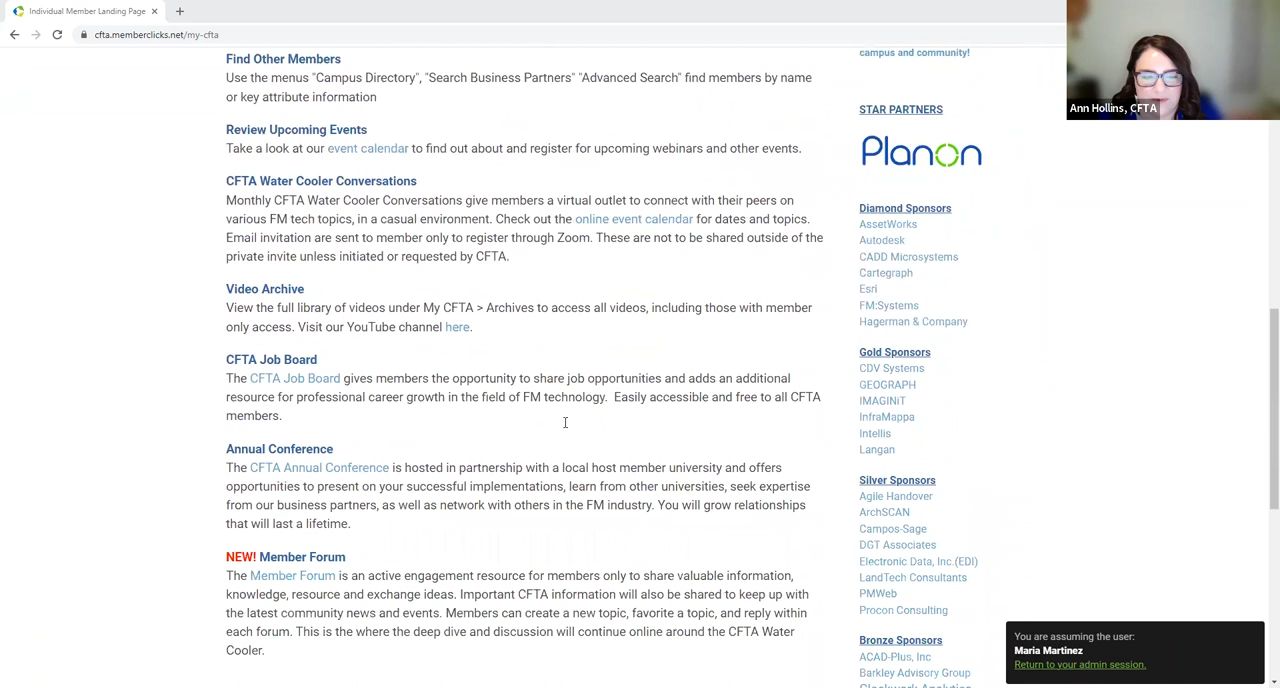 Individual Member Landing Page
cfta.memberclicks.net/my-cfta
Find Other Members
Use the menus "Campus Directory", "Search Business Partners" "Advanced Search" find members by name
or key attribute information
Review Upcoming Events
Take a look at our event calendar to find out about and register for upcoming webinars and other events.
CFTA Water Cooler Conversations
Monthly CFTA Water Cooler Conversations give members a virtual outlet to connect with their peers on
various FM tech topics, in a casual environment. Check out the online event calendar for dates and topics.
Email invitation are sent to member only to register through Zoom. These are not to be shared outside of the
private invite unless initiated or requested by CFTA.
Video Archive
View the full library of videos under My CFTA > Archives to access all videos, including those with member
only access. Visit our YouTube channel here.
CFTA Job Board
The CFTA Job Board gives members the opportunity to share job opportunities and adds an additional
resource for professional career growth in the field of FM technology. Easily accessible and free to all CFTA
members.
Annual Conference
The CFTA Annual Conference is hosted in partnership with a local host member university and offers
opportunities to present on your successful implementations, learn from other universities, seek expertise
from our business partners, as well as network with others in the FM industry. You will grow relationships
that will last a lifetime.
NEW! Member Forum
The Member Forum is an active engagement resource for members only to share valuable information,
knowledge, resource and exchange ideas. Important CFTA information will also be shared to keep up with
the latest community news and events. Members can create a new topic, favorite a topic, and reply within
each forum. This is the where the deep dive and discussion will continue online around the CFTA Water
Cooler.
campus and community!
STAR PARTNERS
Planon
Diamond Sponsors
AssetWorks
Autodesk
CADD Microsystems
Cartegraph
Esri
FM:Systems
Hagerman & Company
Gold Sponsors
CDV Systems
GEOGRAPH
IMAGINiT
InfraMappa
Intellis
Langan
Silver Sponsors
Agile Handover
ArchSCAN
Campos-Sage
DGT Associates
Electronic Data, Inc.(EDI)
LandTech Consultants
PMWeb
Procon Consulting
Bronze Sponsors
ACAD-Plus, Inc
Barkley Advisory Group
Ann Hollins, CFTA
You are assuming the user:
Maria Martinez
Return to your admin session.